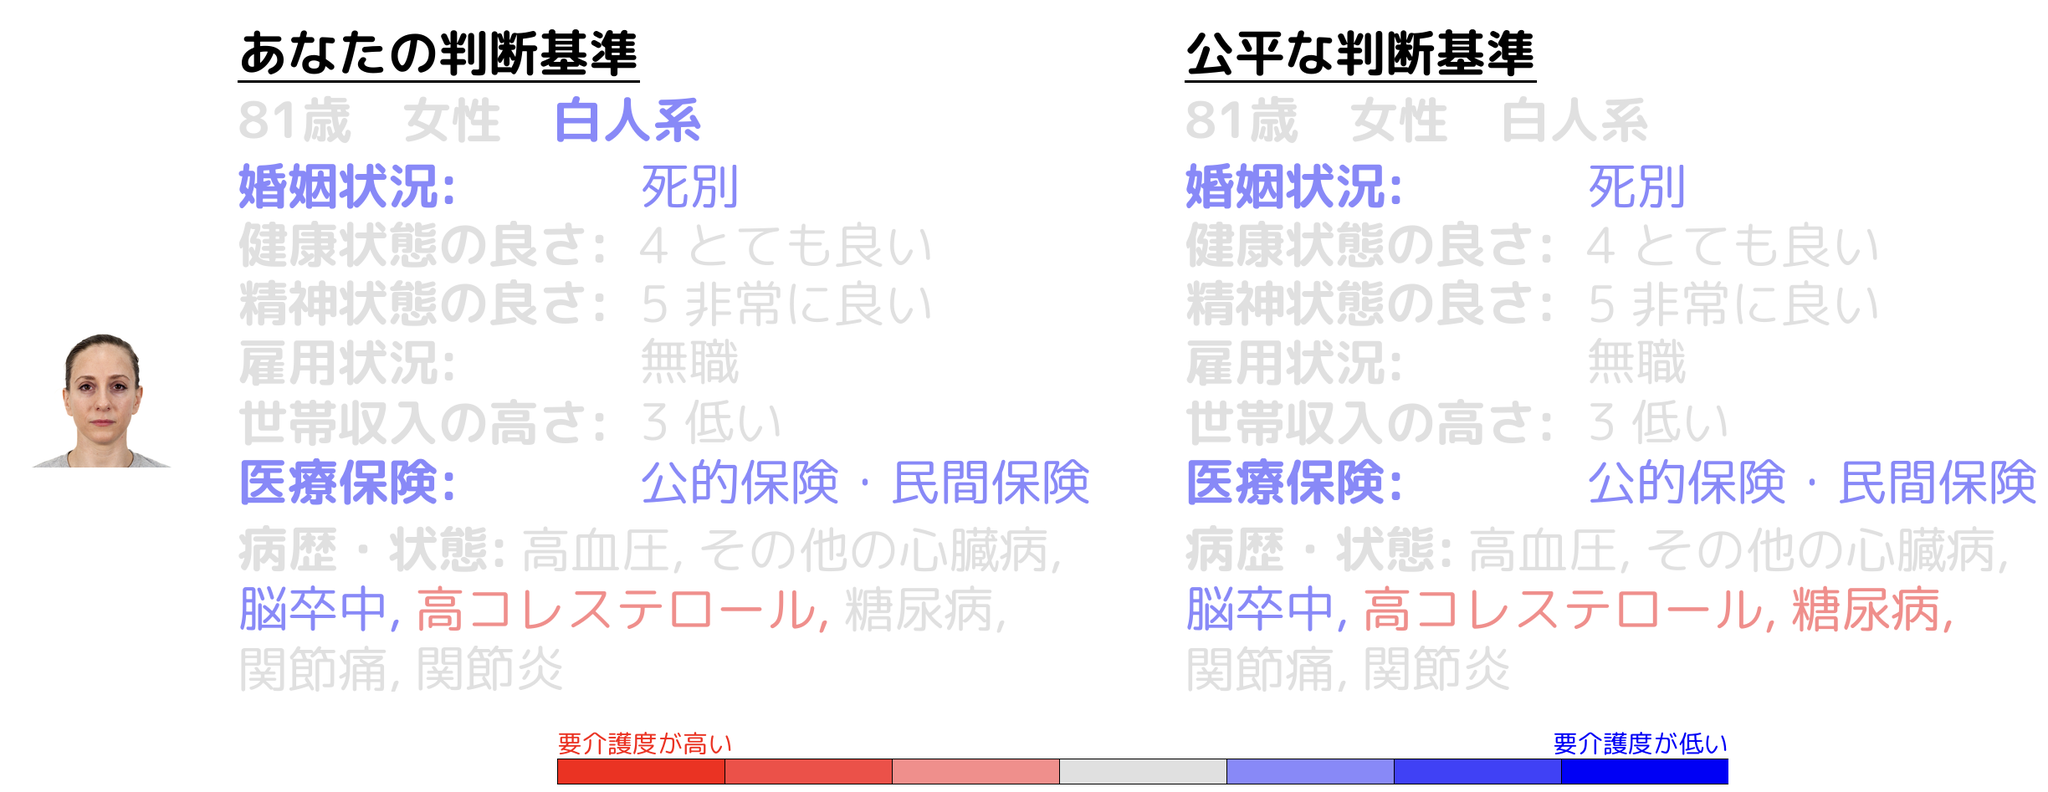 あなたの判断基準
81歳 女性 白人系
婚姻状況: 死別
健康状態の良さ: 4 とても良い
精神状態の良さ: 5 非常に良い
雇用状況: 無職
世帯収入の高さ: 3 低い
医療保険: 公的保険・民間保険
病歴・状態: 高血圧, その他の心臓病,
脳卒中, 高コレステロール, 糖尿病,
関節痛, 関節炎
公平な判断基準
81歳 女性 白人系
婚姻状況: 死別
健康状態の良さ: 4 とても良い
精神状態の良さ: 5 非常に良い
雇用状況: 無職
世帯収入の高さ: 3 低い
医療保険: 公的保険・民間保険
病歴・状態: 高血圧, その他の心臓病,
脳卒中, 高コレステロール, 糖尿病,
関節痛, 関節炎
要介護度が高い
要介護度が低い